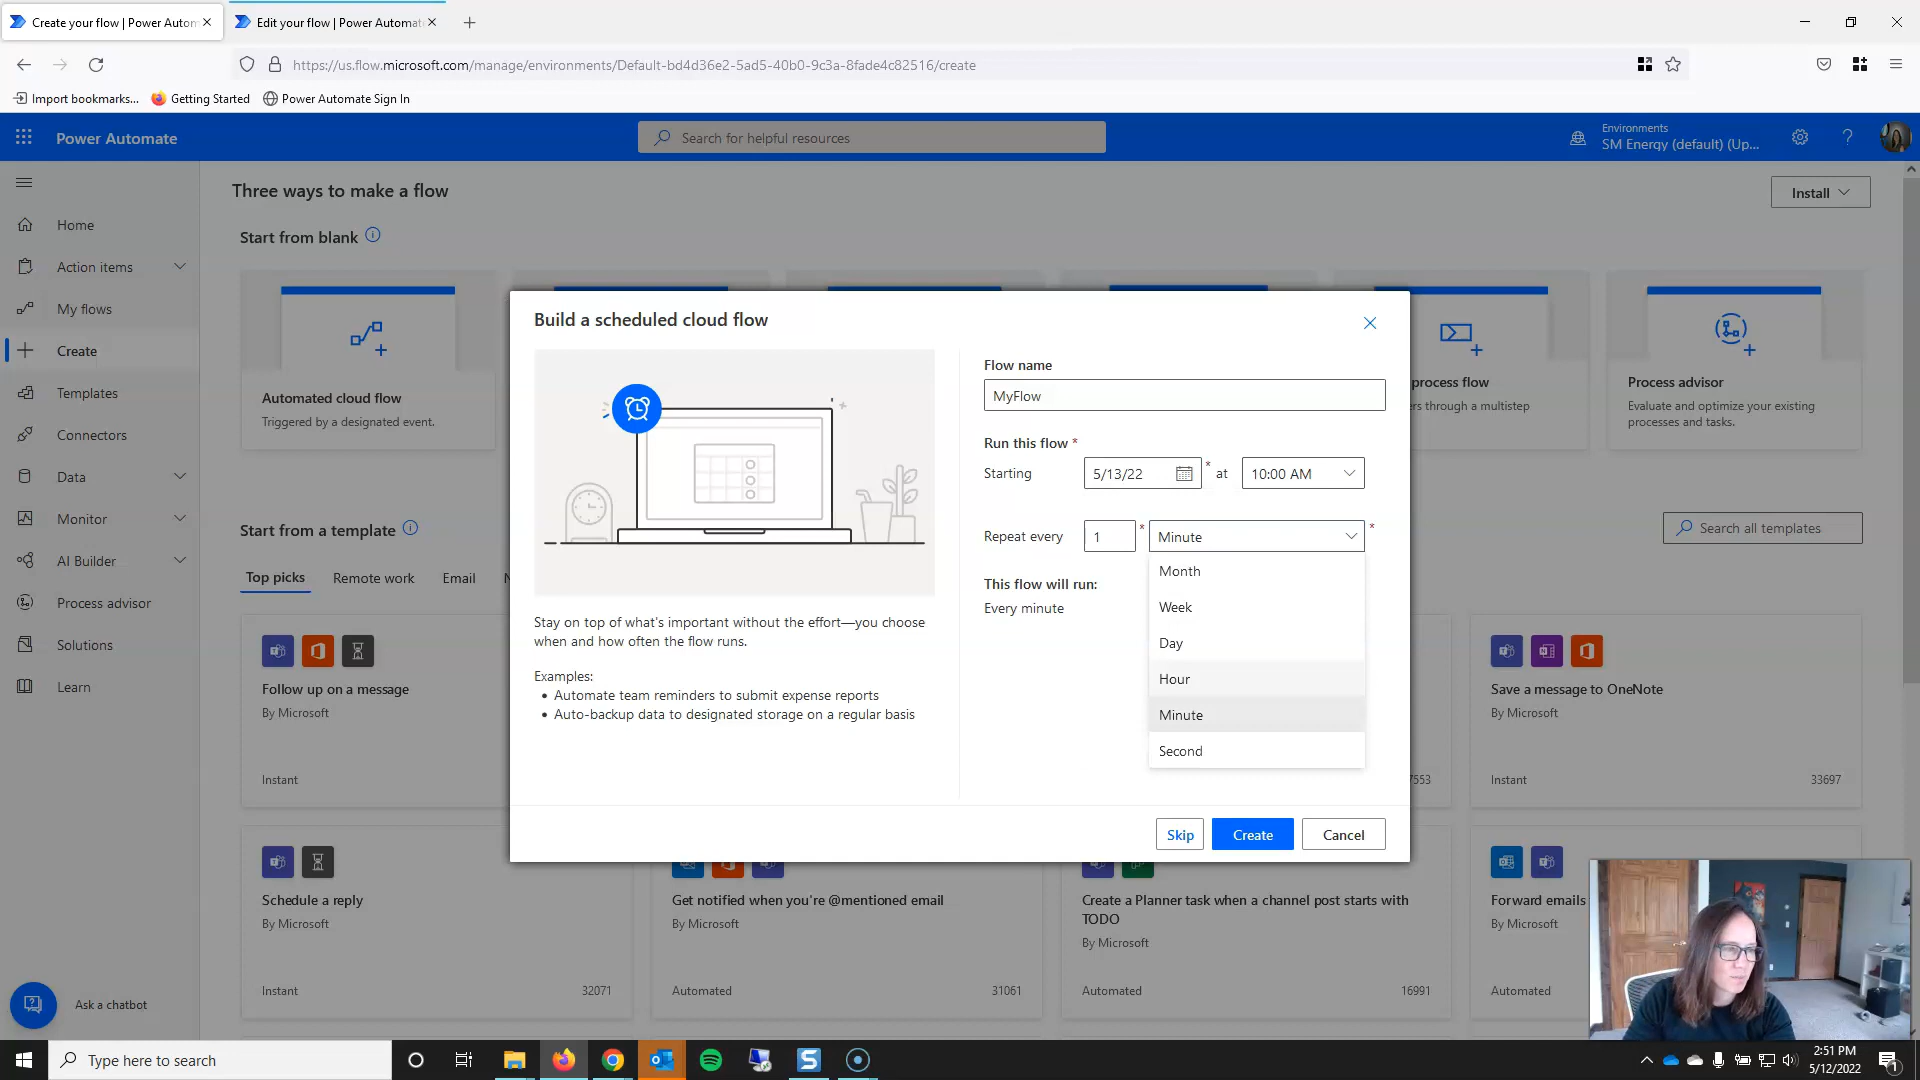 Create your flow | Power Autom
Edit your flow | Power Automat
https://us.flow.microsoft.com/manage/environments/Default-bd4d36e2-5ad5-40b0-9c3a-8fade4c82516/create
Import bookmarks...
Getting Started
Power Automate Sign In
Power Automate
Search for helpful resources
Environments
SM Energy (default) (Up...
Home
Action items
My flows
Create
Templates
Connectors
Data
Monitor
AI Builder
Process advisor
Solutions
Learn
Ask a chatbot
Three ways to make a flow
Install
Start from blank
Automated cloud flow
Triggered by a designated event.
process flow
ers through a multistep
Process advisor
Evaluate and optimize your existing
processes and tasks.
Build a scheduled cloud flow
Stay on top of what's important without the effort—you choose
when and how often the flow runs.
Examples:
• Automate team reminders to submit expense reports
• Auto-backup data to designated storage on a regular basis
Flow name
MyFlow
Run this flow *
Starting
5/13/22
* at
10:00 AM
Repeat every
1
*
Minute
*
Month
Week
Day
Hour
Minute
Second
This flow will run:
Every minute
Skip
Create
Cancel
Start from a template
Search all templates
Top picks
Remote work
Email
Follow up on a message
By Microsoft
Instant
7553
Save a message to OneNote
By Microsoft
Instant
33697
Schedule a reply
By Microsoft
Instant
32071
Get notified when you're @mentioned email
By Microsoft
Automated
31061
Create a Planner task when a channel post starts with
TODO
By Microsoft
Automated
16991
Forward emails
By Microsoft
Automated
Type here to search
2:51 PM
5/12/2022
1